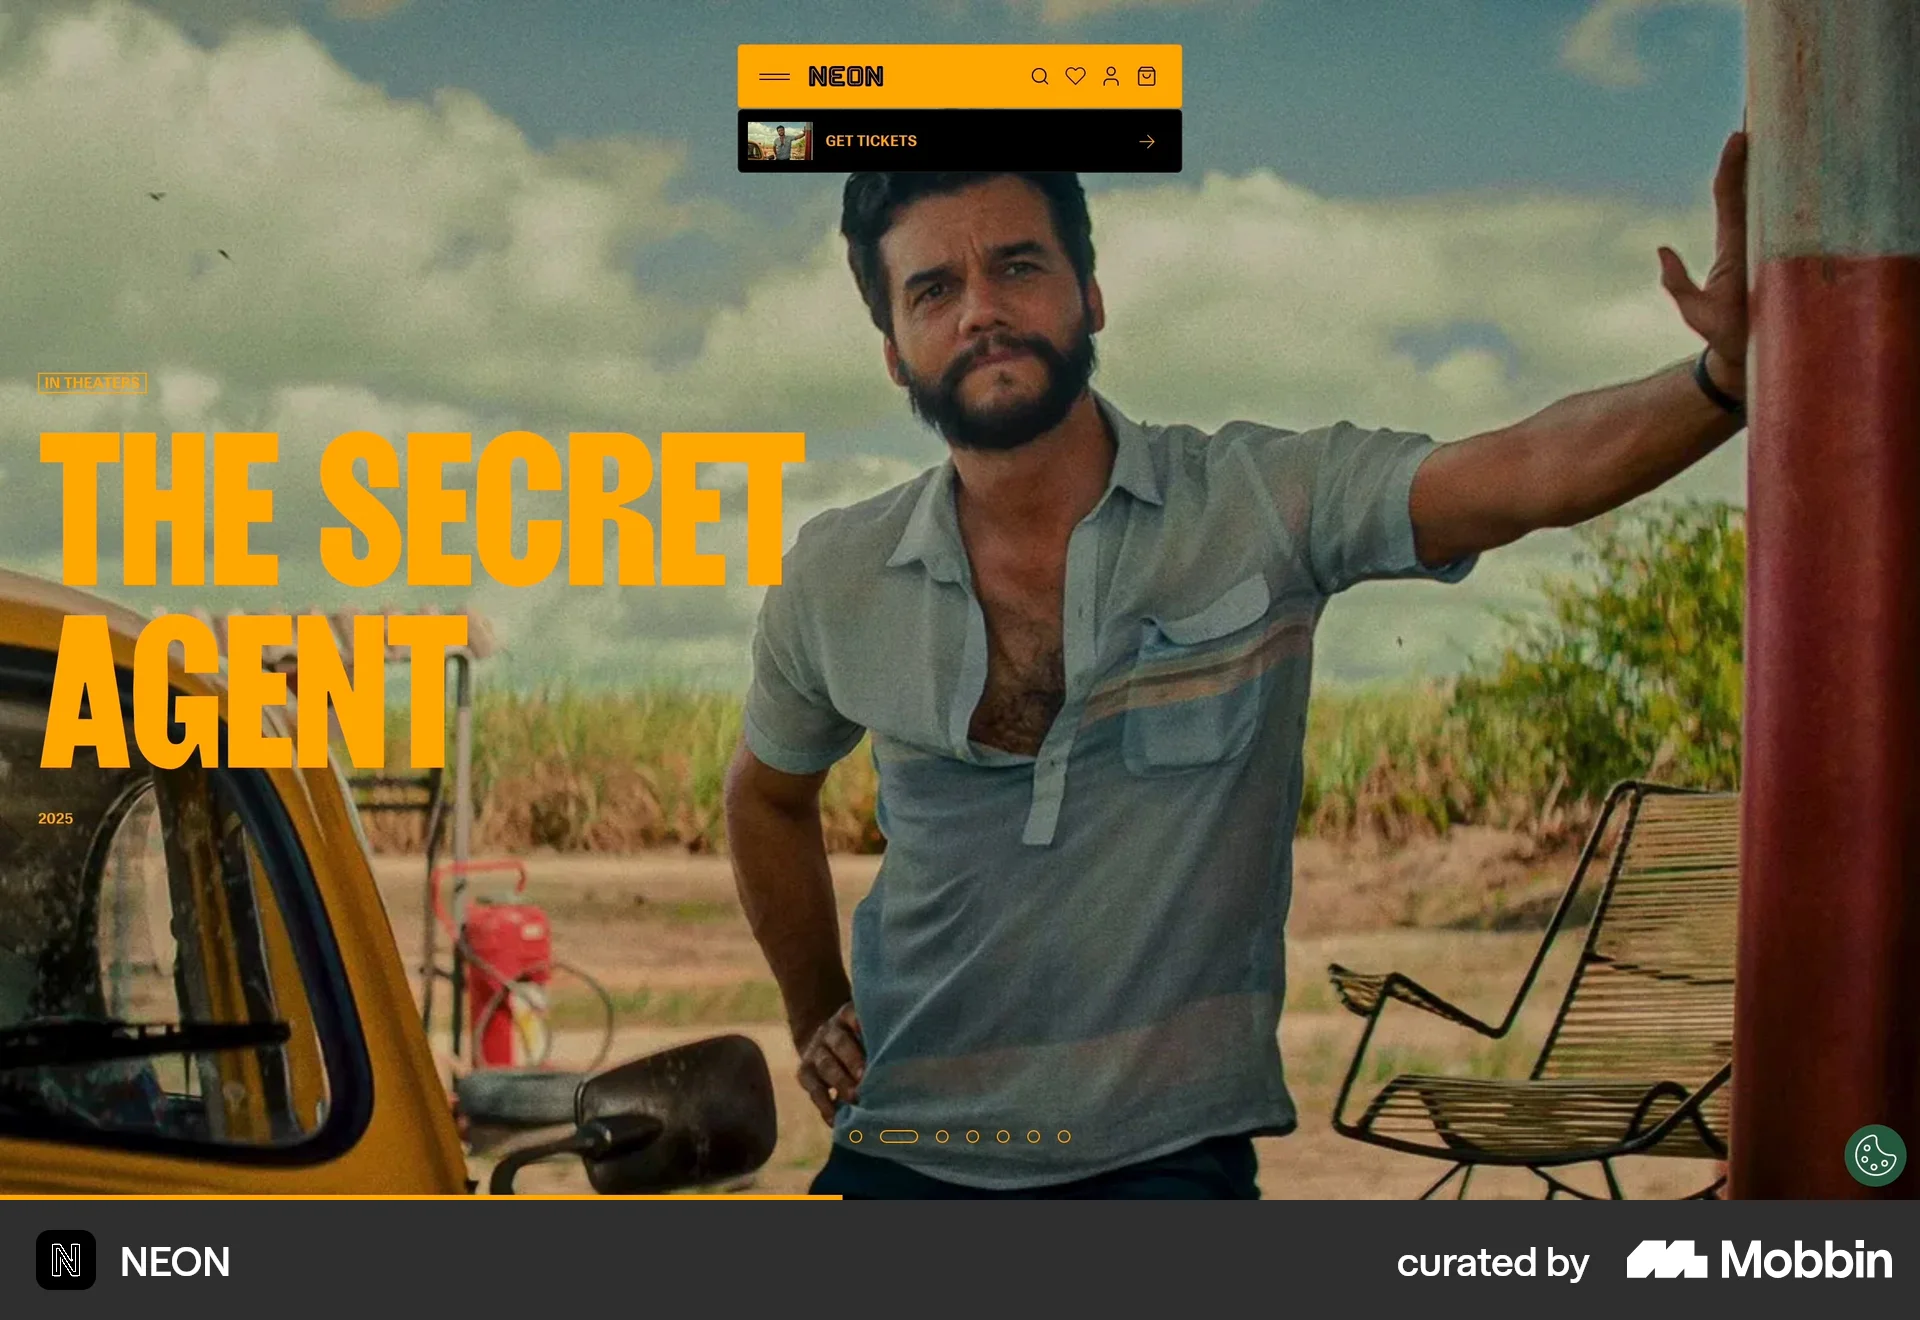 NEON
GET TICKETS
IN THEATERS
THE SECRET
AGENT
2025
N NEON
curated by Mobbin